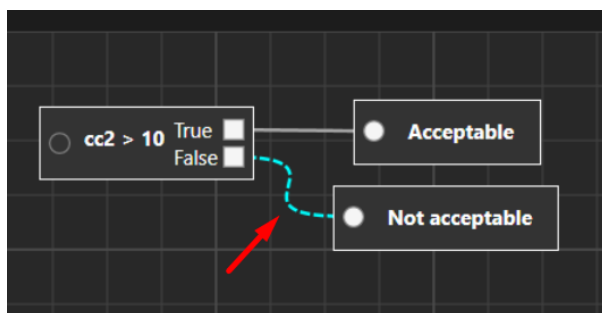 cc2 > 10
True
False
Acceptable
Not acceptable